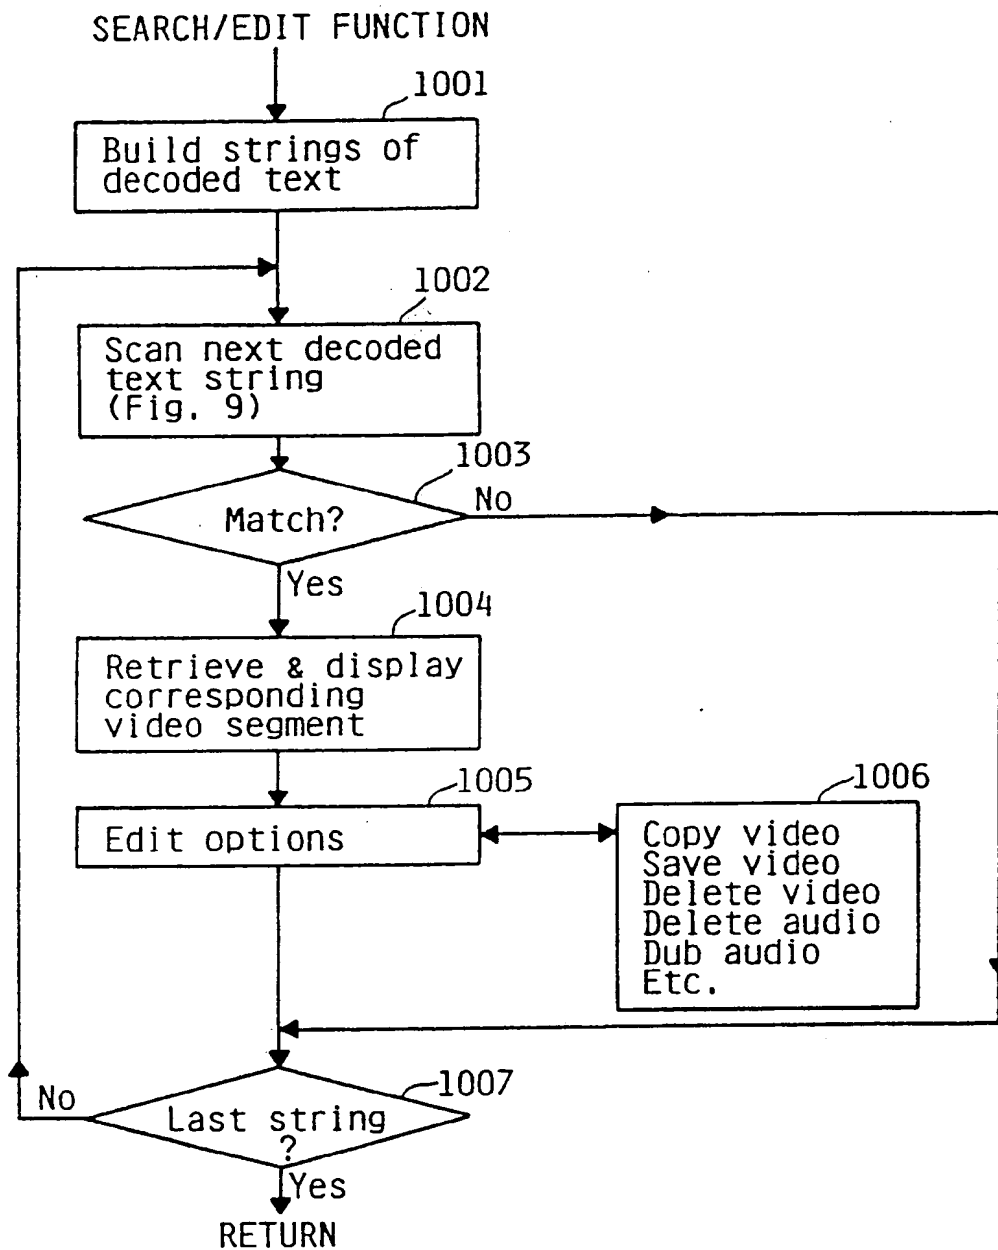 SEARCH/EDIT FUNCTION
1001
Build strings of
decoded text
1002
Scan next decoded
text string
(Fig. 9)
1003
Match?
No
Yes
1004
Retrieve & display
corresponding
video segment
1005
Edit options
1006
Copy video
Save video
Delete video
Delete audio
Dub audio
Etc.
1007
Last string
?
No
Yes
RETURN